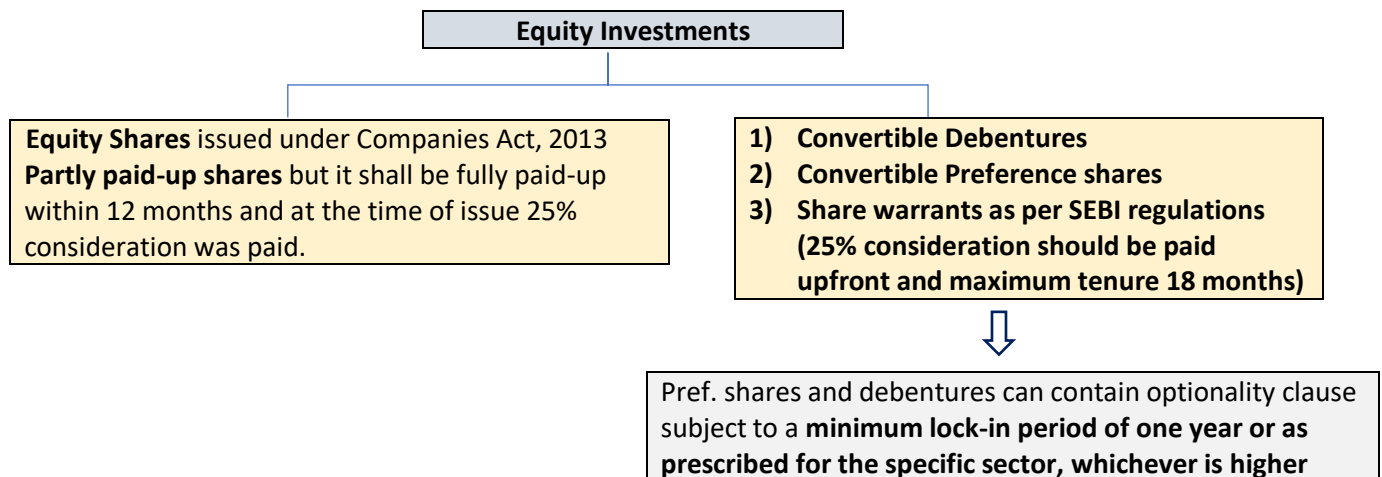 Equity Investments
Equity Shares issued under Companies Act, 2013
Partly paid-up shares but it shall be fully paid-up
within 12 months and at the time of issue 25%
consideration was paid.
1) Convertible Debentures
2) Convertible Preference shares
3) Share warrants as per SEBI regulations
(25% consideration should be paid
upfront and maximum tenure 18 months)
Pref. shares and debentures can contain optionality clause
subject to a minimum lock-in period of one year or as
prescribed for the specific sector, whichever is higher